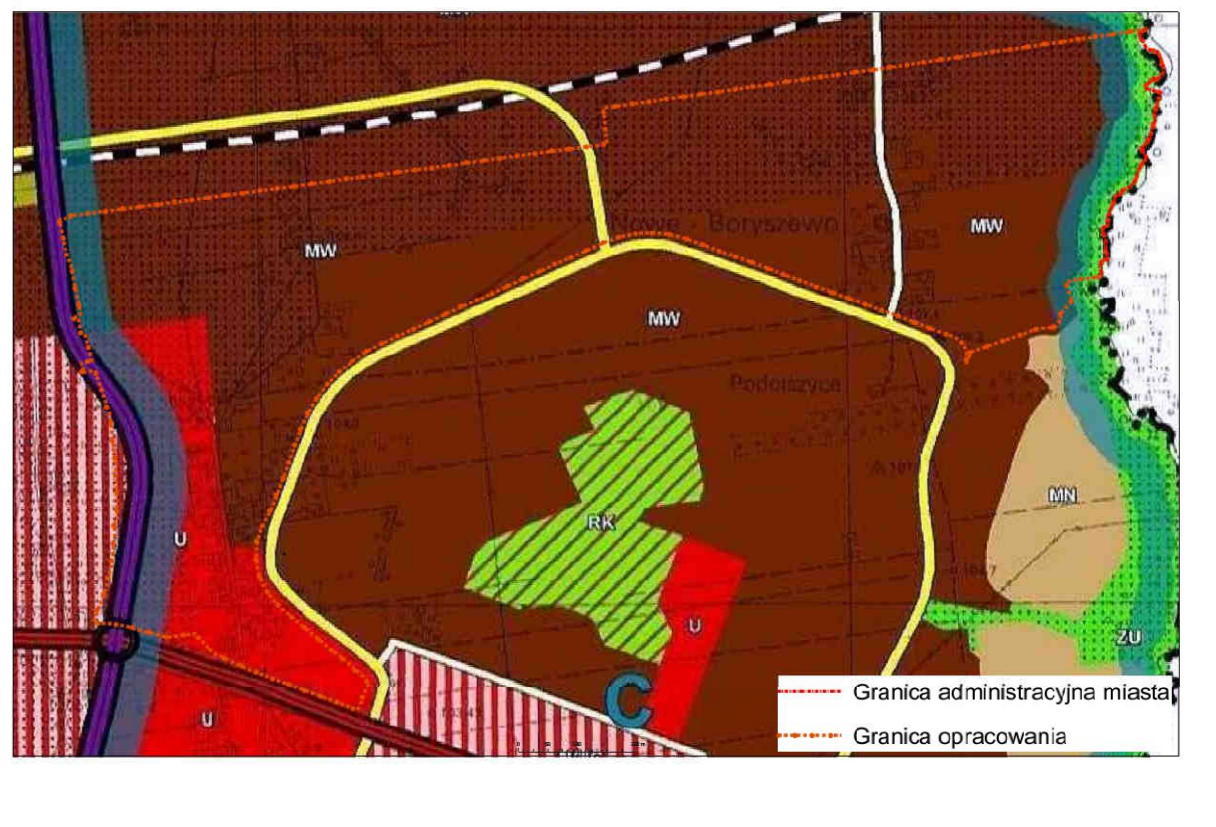 Nowe - Boryszewo
MW
MW
MW
Podolszyce
MN
RK
U
U
ZU
C
U
Granica administracyjna miasta
Granica opracowania